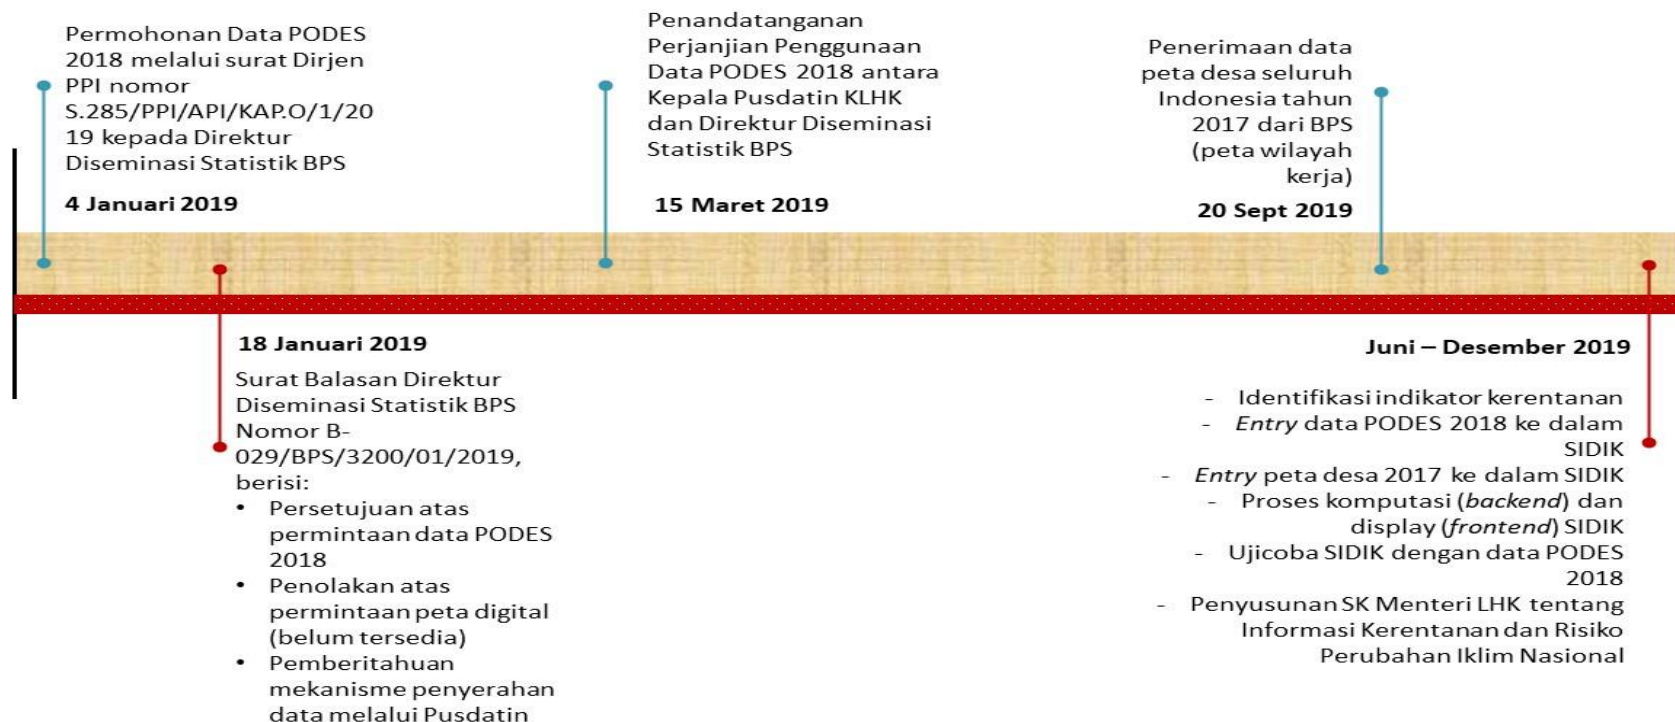 Permohonan Data PODES
2018 melalui surat Dirjen
PPI nomor
S.285/PPI/API/KAP.O/1/20
19 kepada Direktur
Diseminasi Statistik BPS
4 Januari 2019
Penandatanganan
Perjanjian Penggunaan
Data PODES 2018 antara
Kepala Pusdatin KLHK
dan Direktur Diseminasi
Statistik BPS
15 Maret 2019
Penerimaan data
peta desa seluruh
Indonesia tahun
2017 dari BPS
(peta wilayah
kerja)
20 Sept 2019
18 Januari 2019
Surat Balasan Direktur
Diseminasi Statistik BPS
Nomor B-
029/BPS/3200/01/2019,
berisi:
• Persetujuan atas
permintaan data PODES
2018
• Penolakan atas
permintaan peta digital
(belum tersedia)
• Pemberitahuan
mekanisme penyerahan
data melalui Pusdatin
Juni – Desember 2019
- Identifikasi indikator kerentanan
- Entry data PODES 2018 ke dalam
SIDIK
- Entry peta desa 2017 ke dalam SIDIK
- Proses komputasi (backend) dan
display (frontend) SIDIK
- Ujicoba SIDIK dengan data PODES
2018
- Penyusunan SK Menteri LHK tentang
Informasi Kerentanan dan Risiko
Perubahan Iklim Nasional